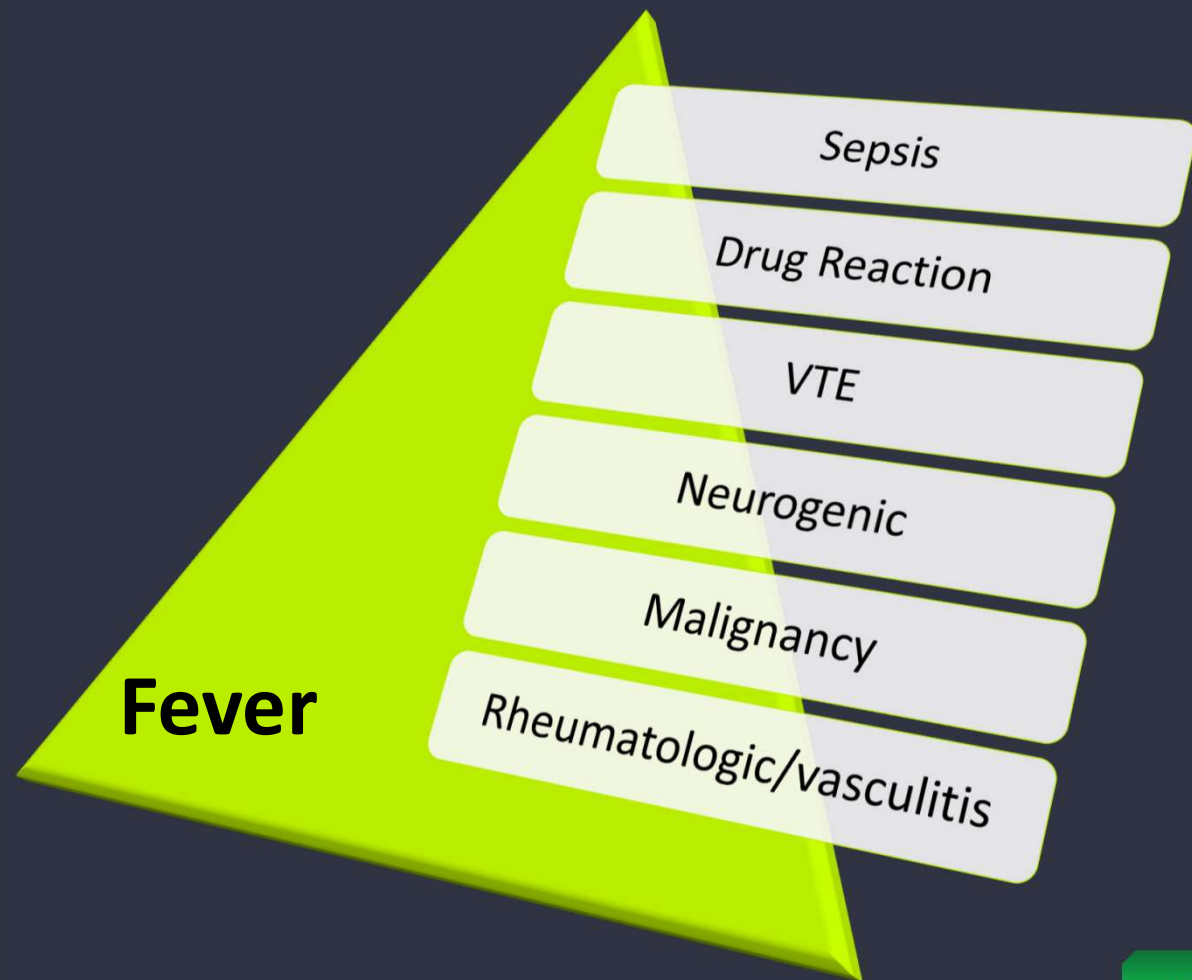 Sepsis
Drug Reaction
VTE
Neurogenic
Malignancy
Rheumatologic/vasculitis
Fever